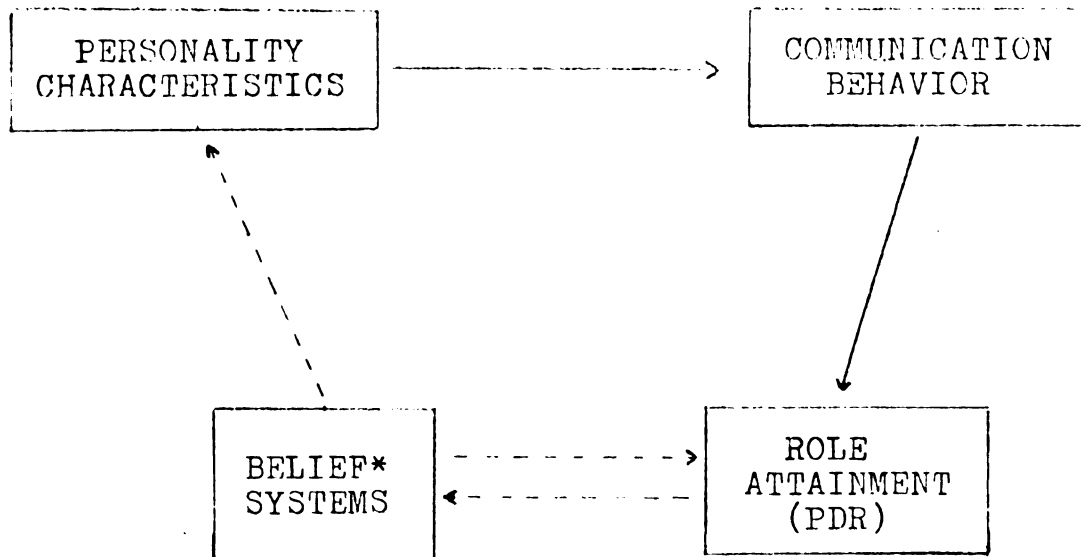 PERSONALITY
CHARACTERISTICS
COMMUNICATION
BEHAVIOR
BELIEF*
SYSTEMS
ROLE
ATTAINMENT
(PDR)